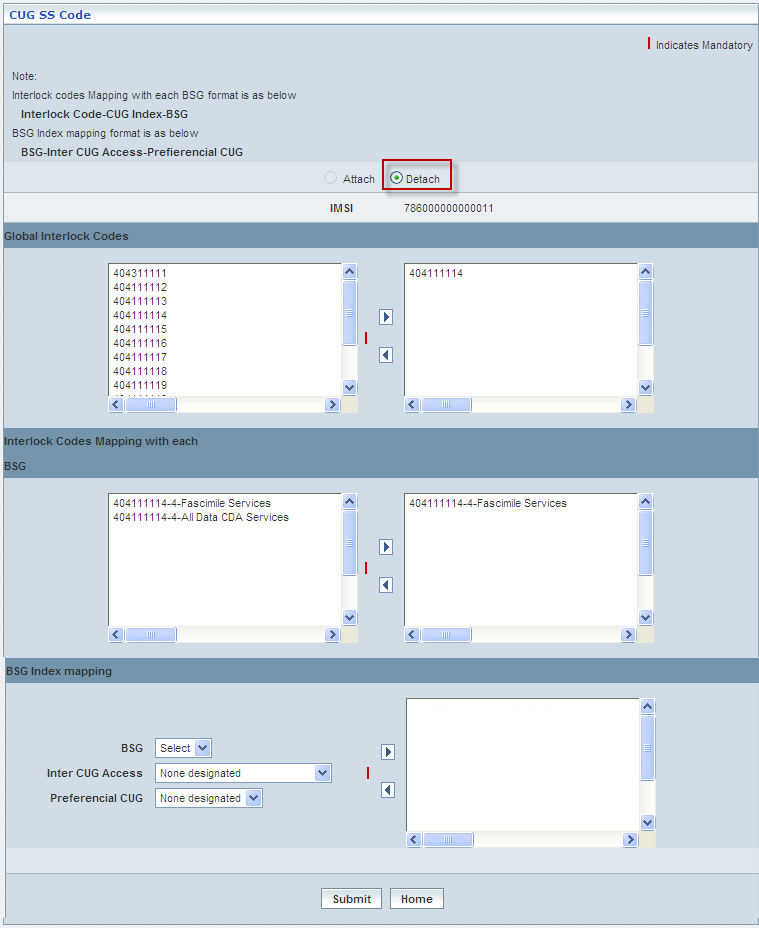 CUG SS Code
Indicates Mandatory
Note:
Interlock codes Mapping with each BSG format is as below
Interlock Code-CUG Index-BSG
BSG Index mapping format is as below
BSG-Inter CUG Access-Prefierencial CUG
Attach Detach
IMSI 786000000000011
Global Interlock Codes
404311111 404111114
404111112
404111113
404111114
404111115
404111116
404111117
404111118
404111119
Interlock Codes Mapping with each
BSG
404111114-4-Fascimile Services 404111114-4-Fascimile Services
404111114-4-All Data CDA Services
BSG Index mapping
BSG Select
Inter CUG Access None designated
Preferencial CUG None designated
Submit Home